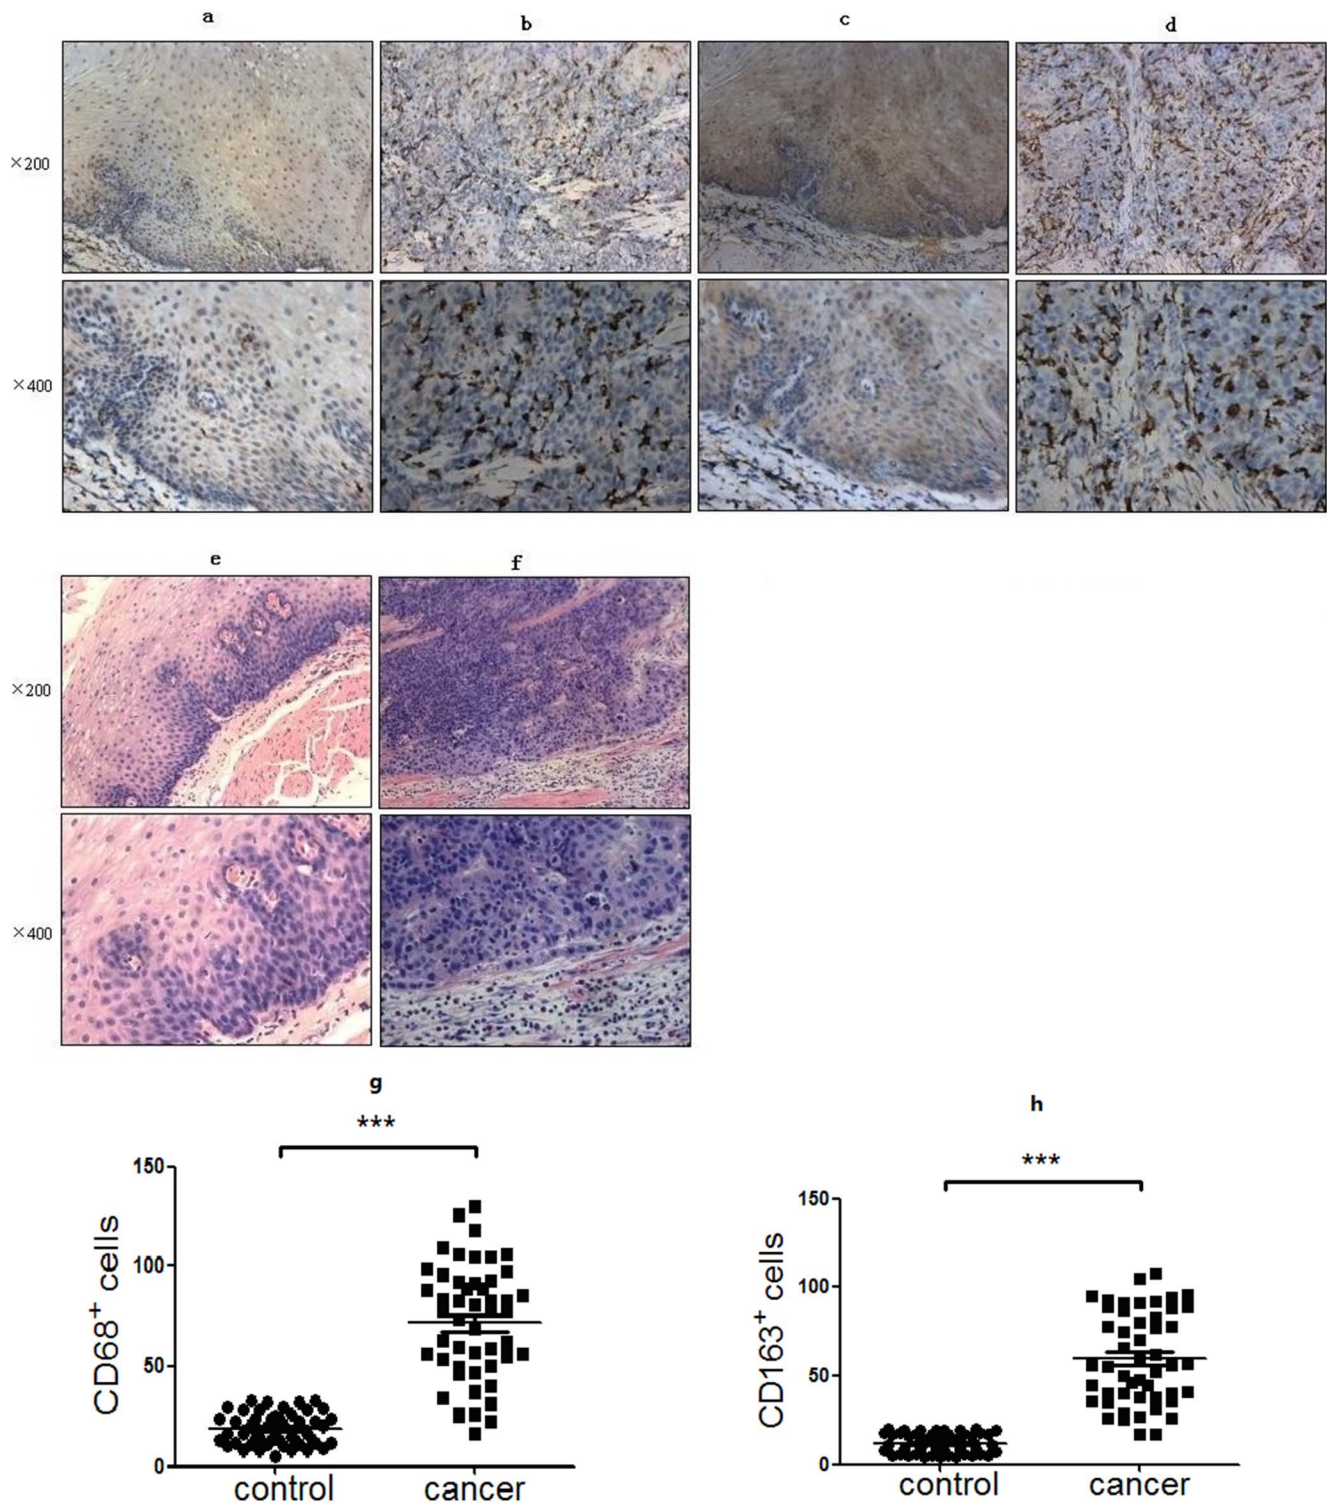 a b c d
×200
×400
e f
×200
×400
g
***
150
100
50
0
CD68+ cells
control cancer
h
***
150
100
50
0
CD163+ cells
control cancer